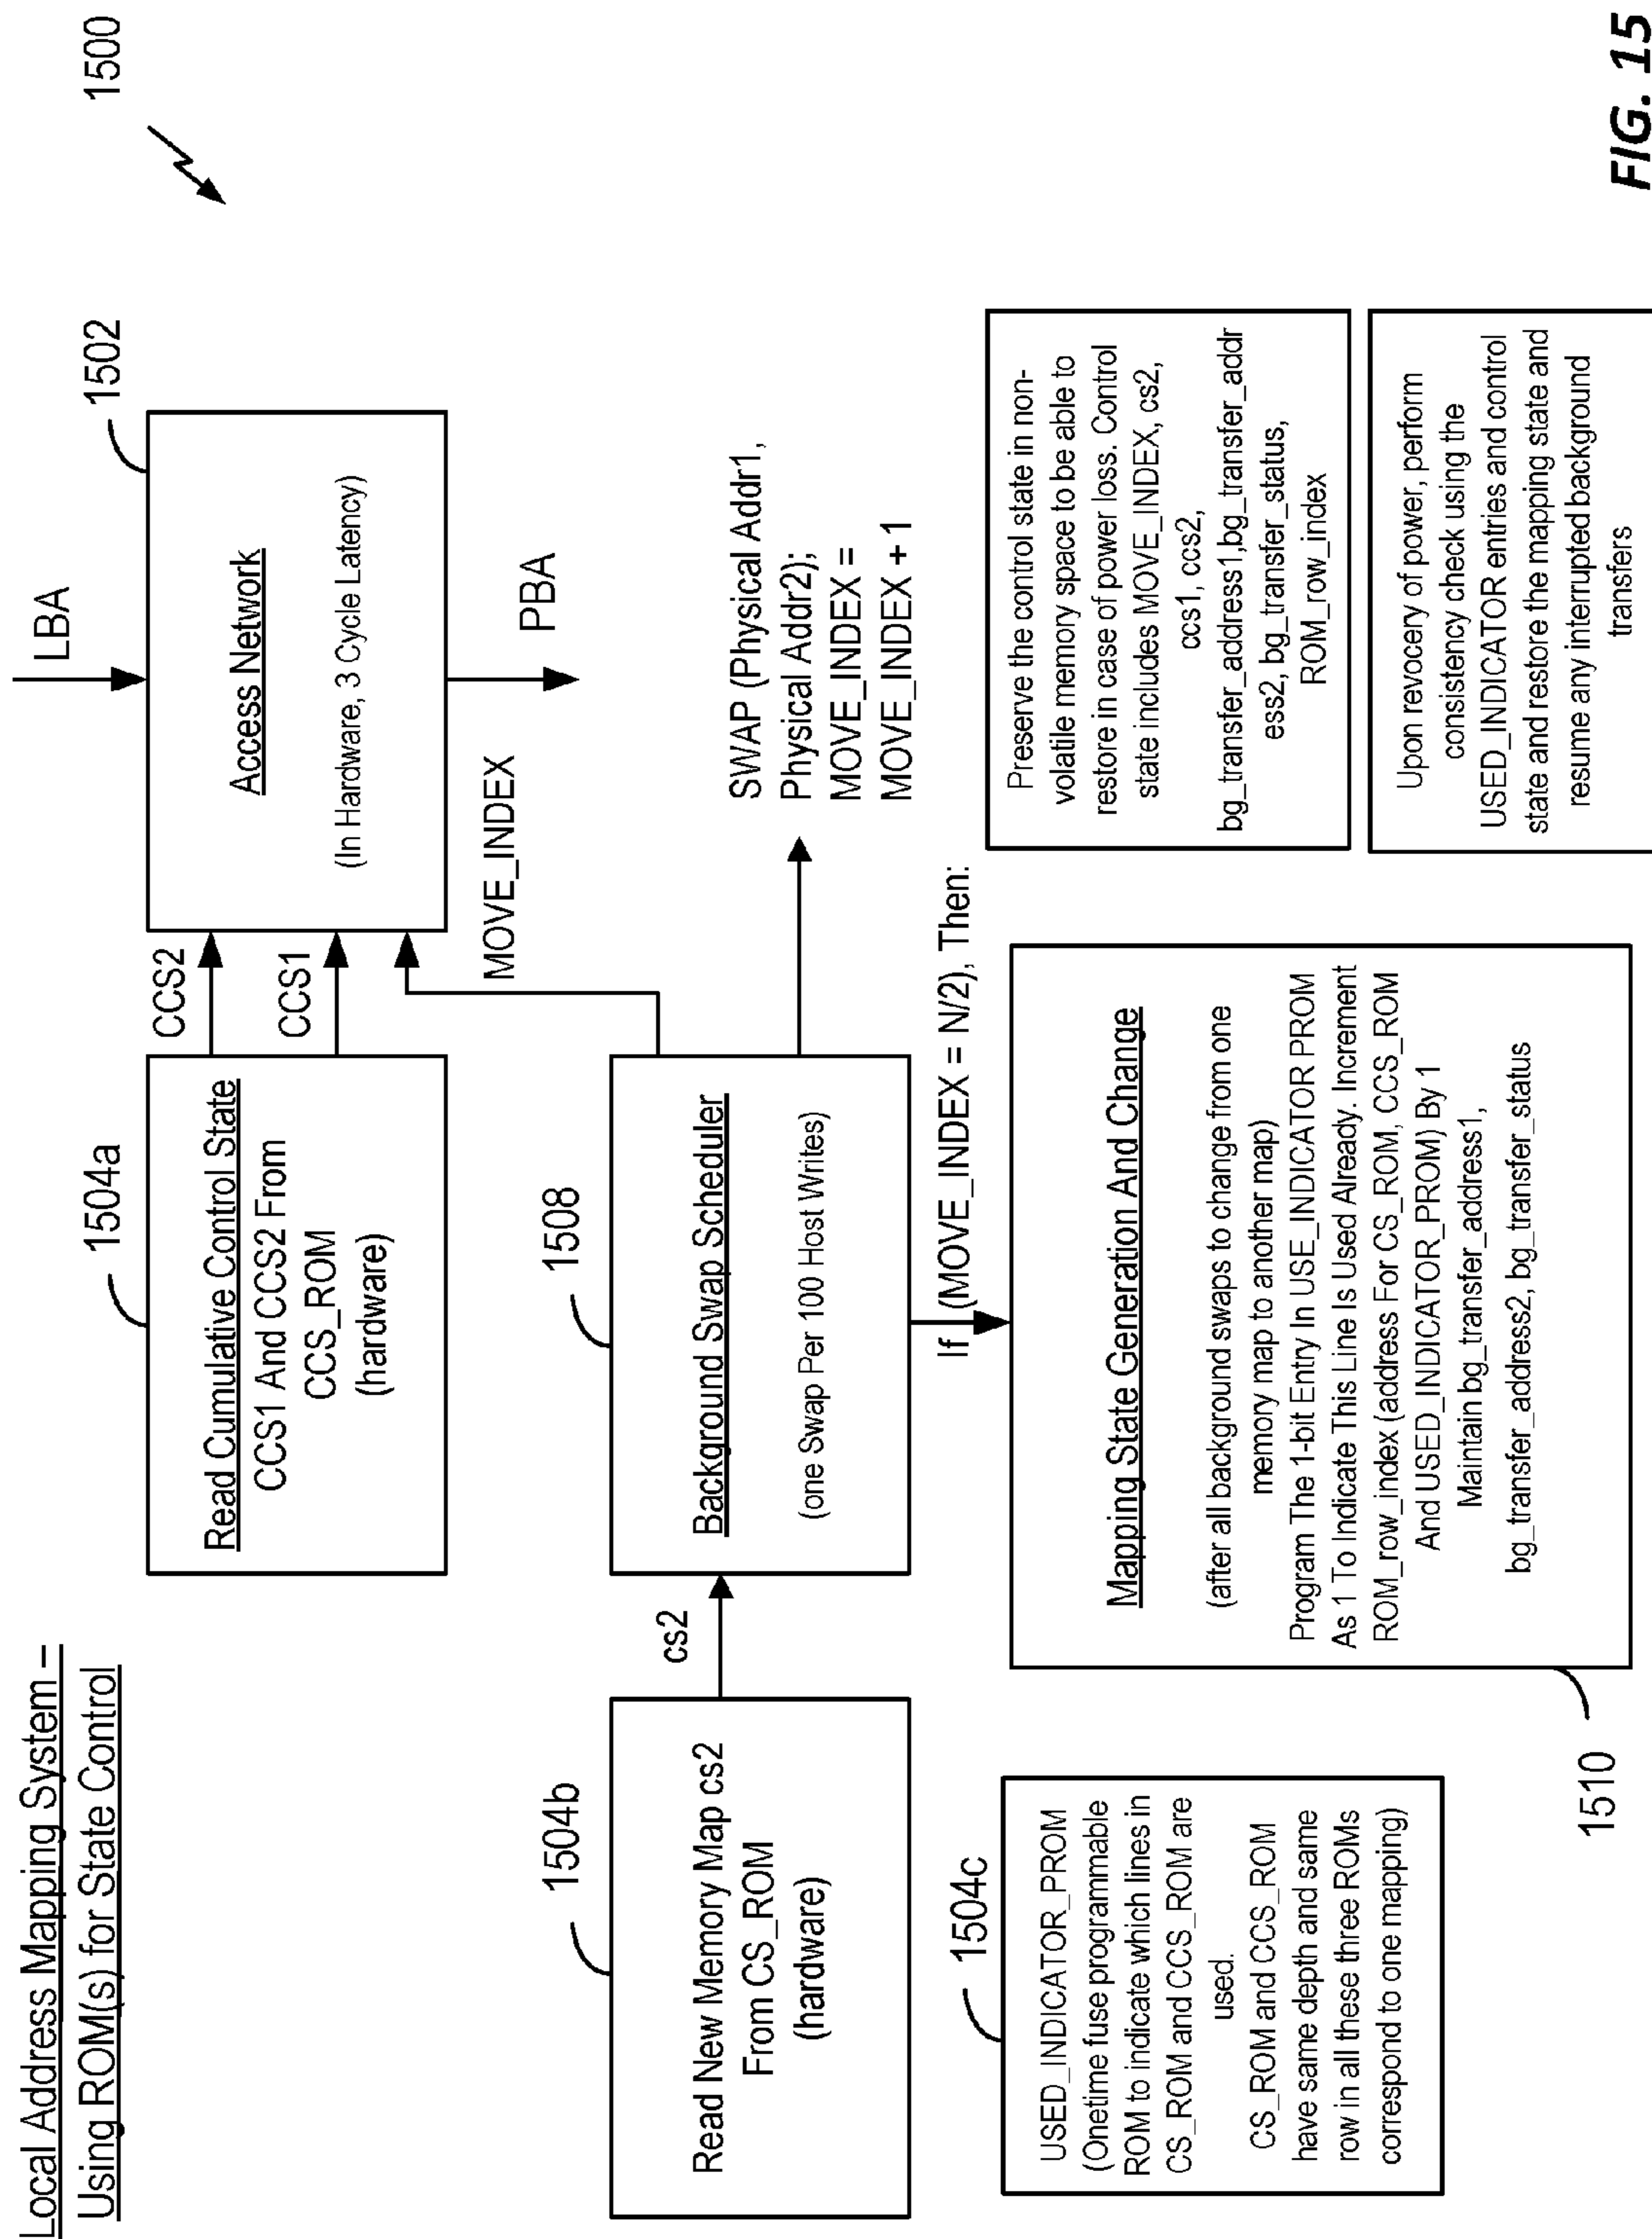 Local Address Mapping System –
Using ROM(s) for State Control
1500
LBA
1502
Access Network
(In Hardware, 3 Cycle Latency)
PBA
CCS2
CCS1
MOVE_INDEX
1504a
Read Cumulative Control State
CCS1 And CCS2 From
CCS_ROM
(hardware)
1504b
Read New Memory Map cs2
From CS_ROM
(hardware)
cs2
1508
Background Swap Scheduler
(one Swap Per 100 Host Writes)
SWAP (Physical Addr1,
Physical Addr2);
MOVE_INDEX =
MOVE_INDEX + 1
If (MOVE_INDEX = N/2), Then:
1504c
USED_INDICATOR_PROM
(Onetime fuse programmable
ROM to indicate which lines in
CS_ROM and CCS_ROM are
used.
CS_ROM and CCS_ROM
have same depth and same
row in all these three ROMs
correspond to one mapping)
1510
Mapping State Generation And Change
(after all background swaps to change from one
memory map to another map)
Program The 1-bit Entry In USE_INDICATOR PROM
As 1 To Indicate This Line Is Used Already. Increment
ROM_row_index (address For CS_ROM, CCS_ROM
And USED_INDICATOR_PROM) By 1
Maintain bg_transfer_address1,
bg_transfer_address2, bg_transfer_status
Preserve the control state in non-
volatile memory space to be able to
restore in case of power loss. Control
state includes MOVE_INDEX, cs2,
ccs1, ccs2,
bg_transfer_address1,bg_transfer_addr
ess2, bg_transfer_status,
ROM_row_index
Upon revocery of power, perform
consistency check using the
USED_INDICATOR entries and control
state and restore the mapping state and
resume any interrupted background
transfers
FIG. 15